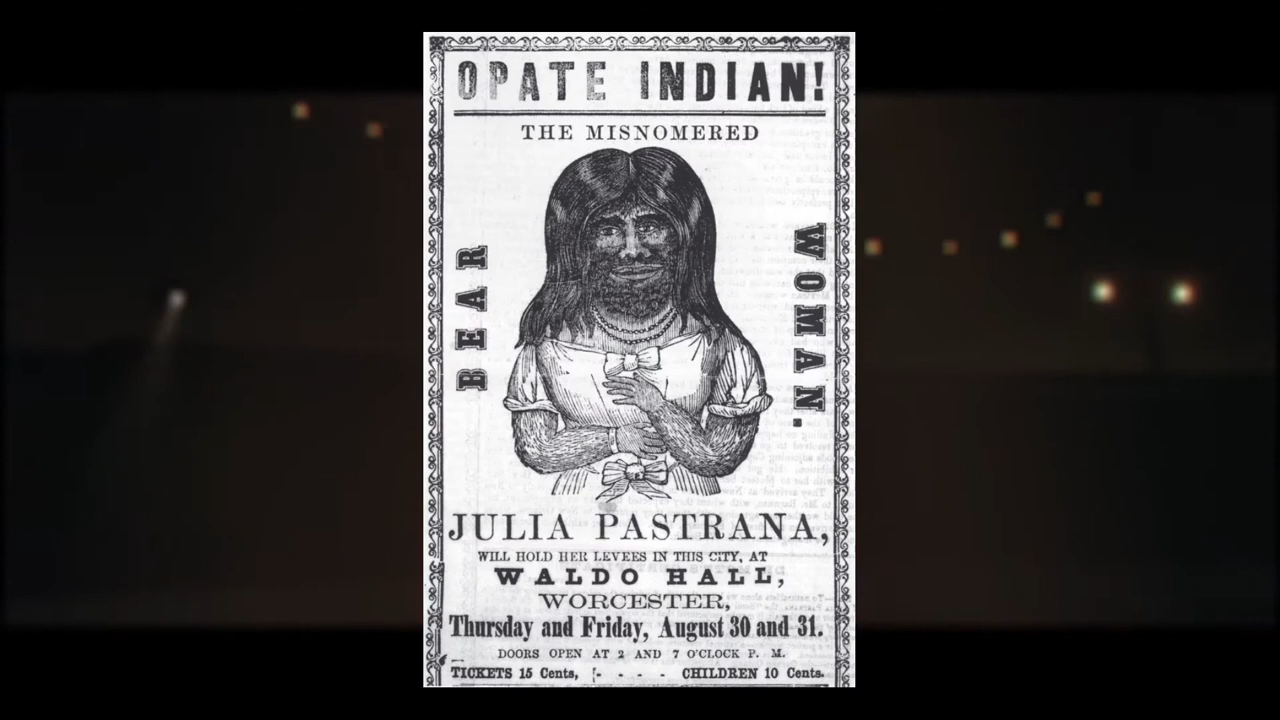 OPATE INDIAN!
THE MISNOMERED
BEAR
WOMAN.
JULIA PASTRANA,
WILL HOLD HER LEVEES IN THIS CITY, AT
WALDO HALL,
WORCESTER,
Thursday and Friday, August 30 and 31.
DOORS OPEN AT 2 AND 7 O'CLOCK P. M.
TICKETS 15 Cents, - - - - CHILDREN 10 Cents.